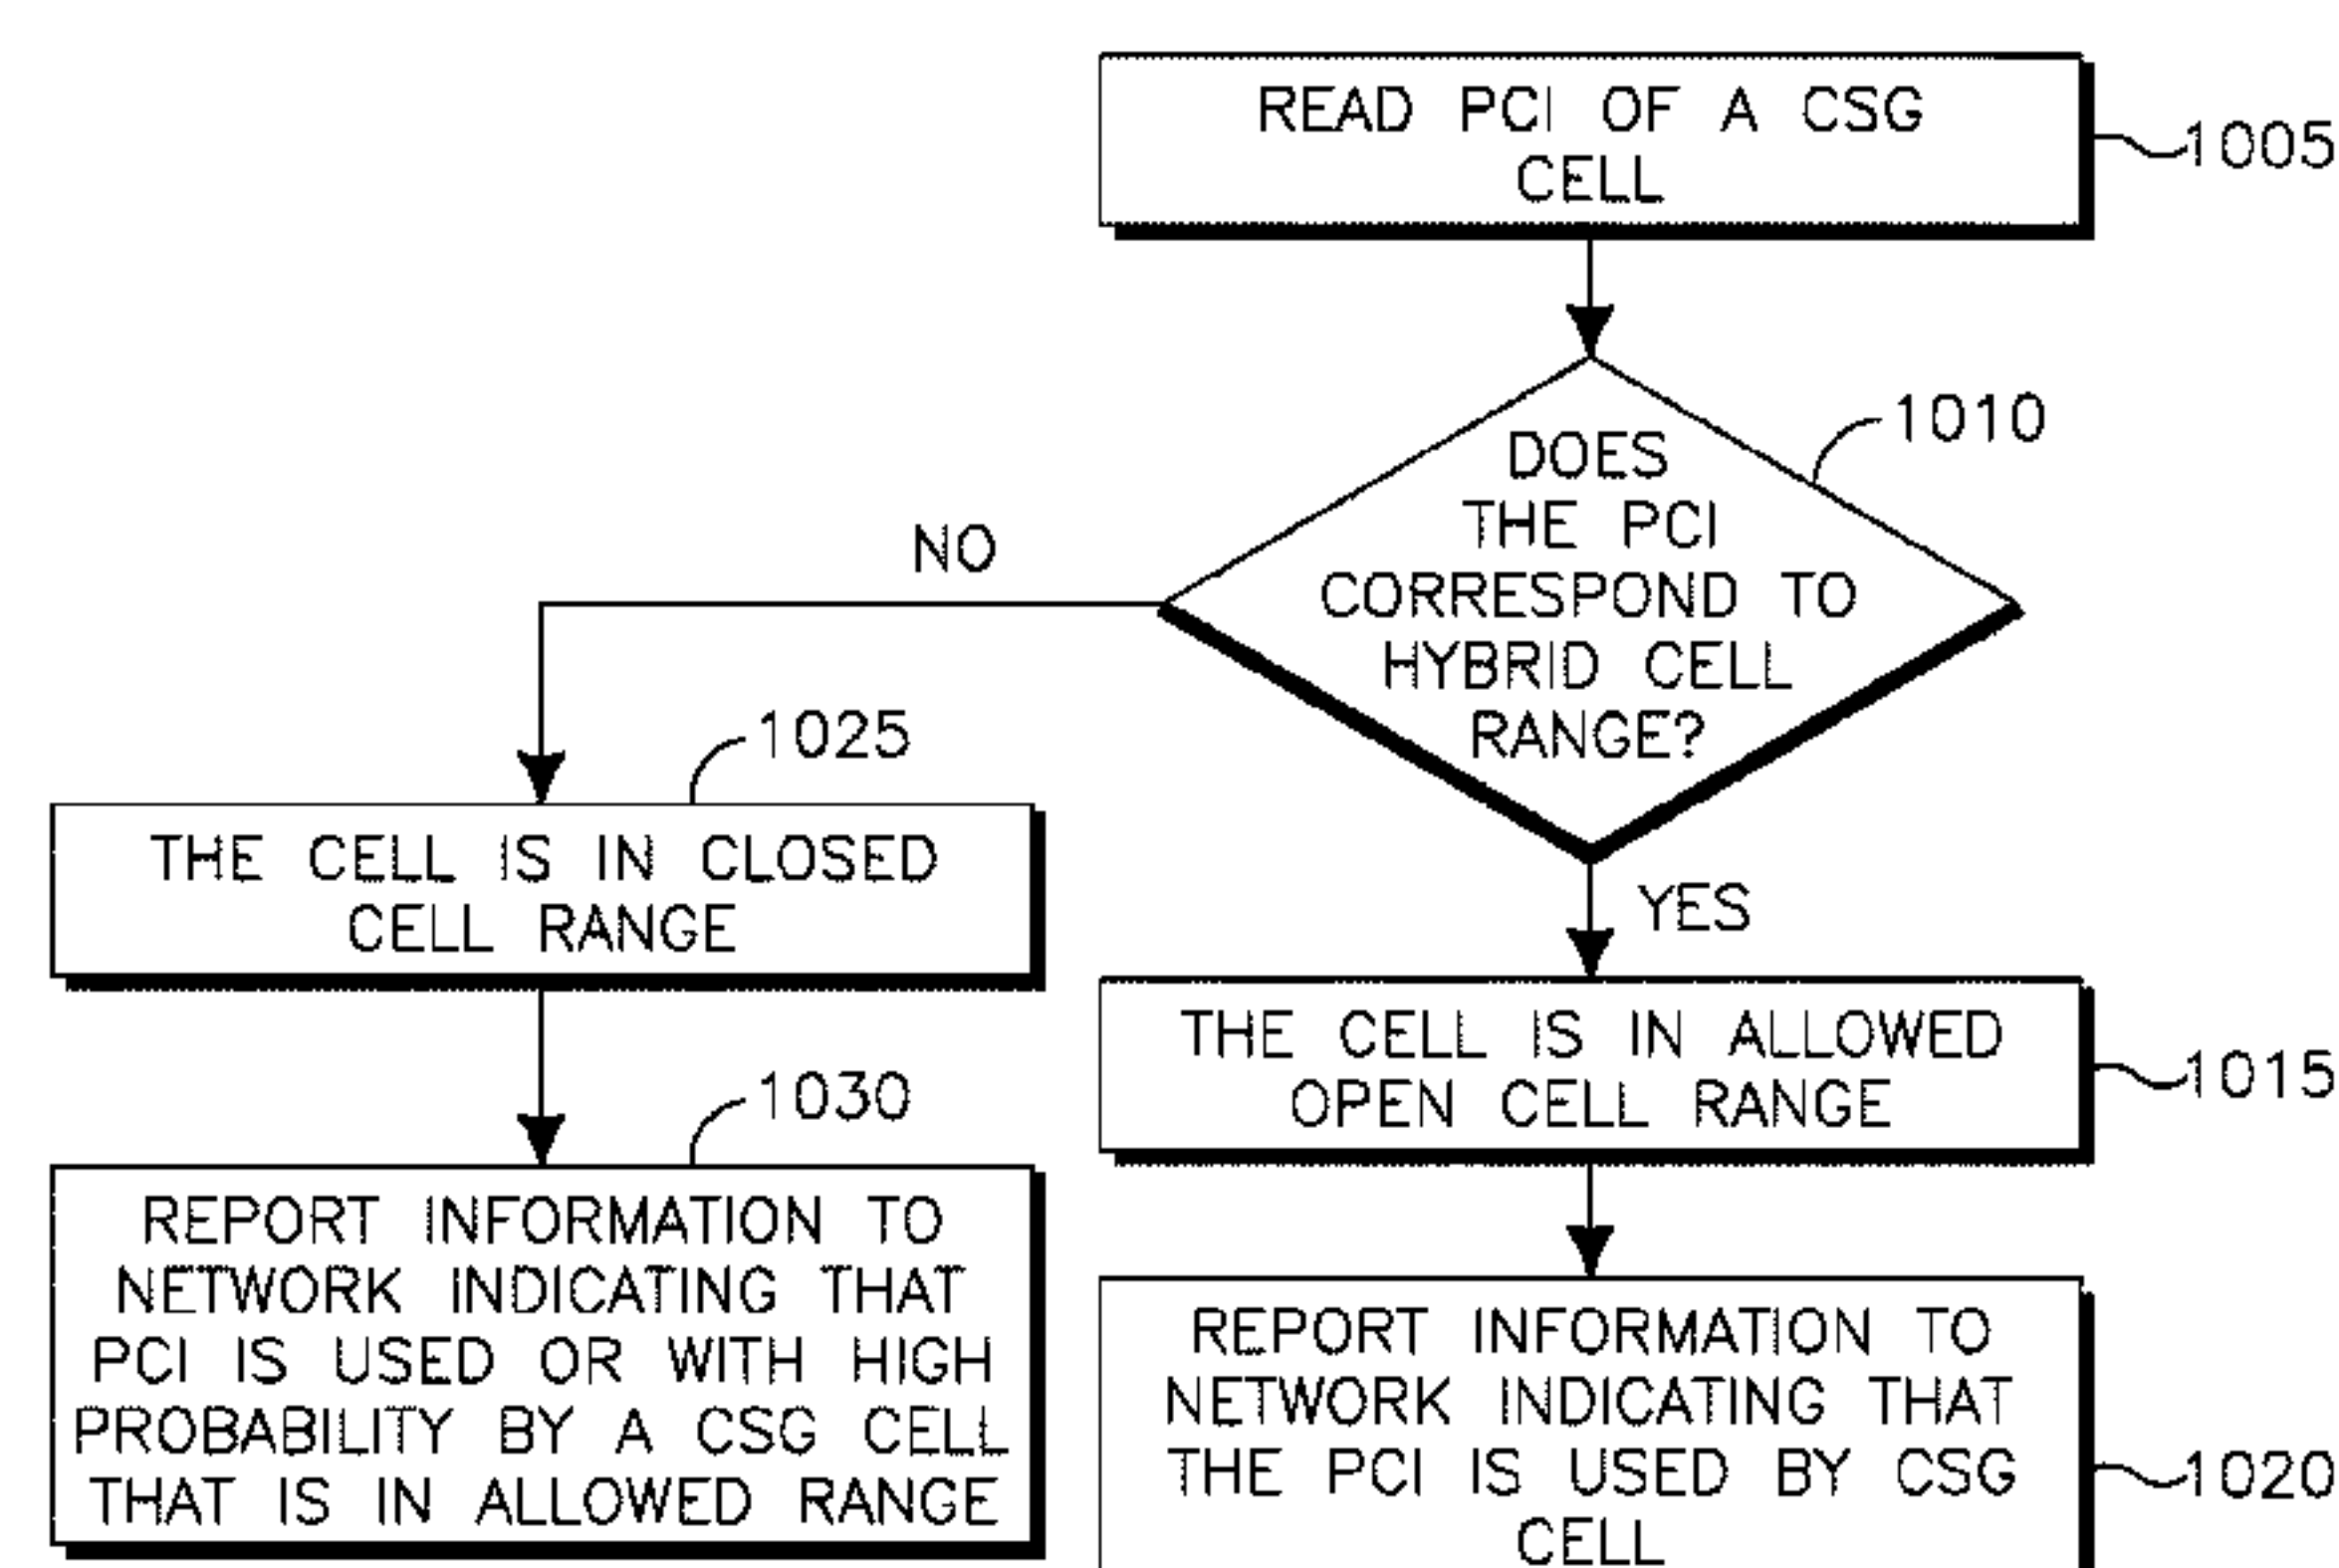 READ PCI OF A CSG
CELL
1005
1010
DOES
THE PCI
CORRESPOND TO
HYBRID CELL
RANGE?
NO
YES
1025
THE CELL IS IN CLOSED
CELL RANGE
THE CELL IS IN ALLOWED
OPEN CELL RANGE
1015
1030
REPORT INFORMATION TO
NETWORK INDICATING THAT
PCI IS USED OR WITH HIGH
PROBABILITY BY A CSG CELL
THAT IS IN ALLOWED RANGE
REPORT INFORMATION TO
NETWORK INDICATING THAT
THE PCI IS USED BY CSG
CELL
1020